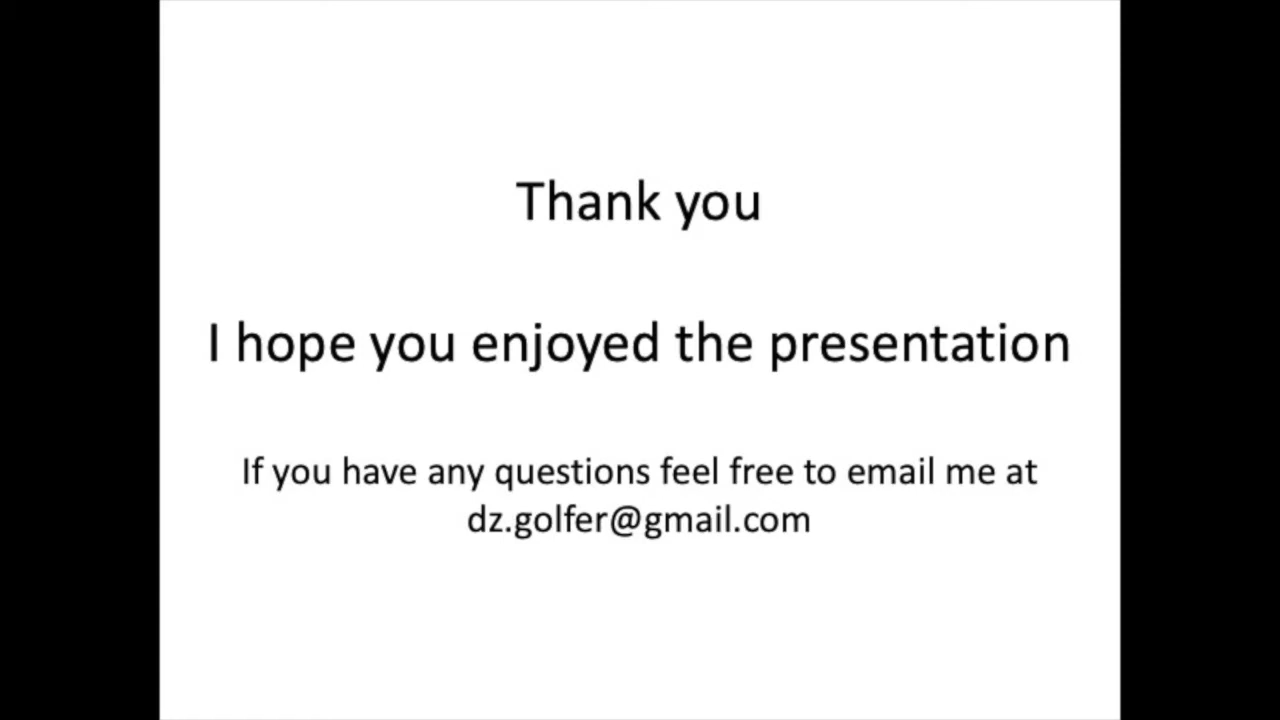 Thank you
I hope you enjoyed the presentation
If you have any questions feel free to email me at
dz.golfer@gmail.com